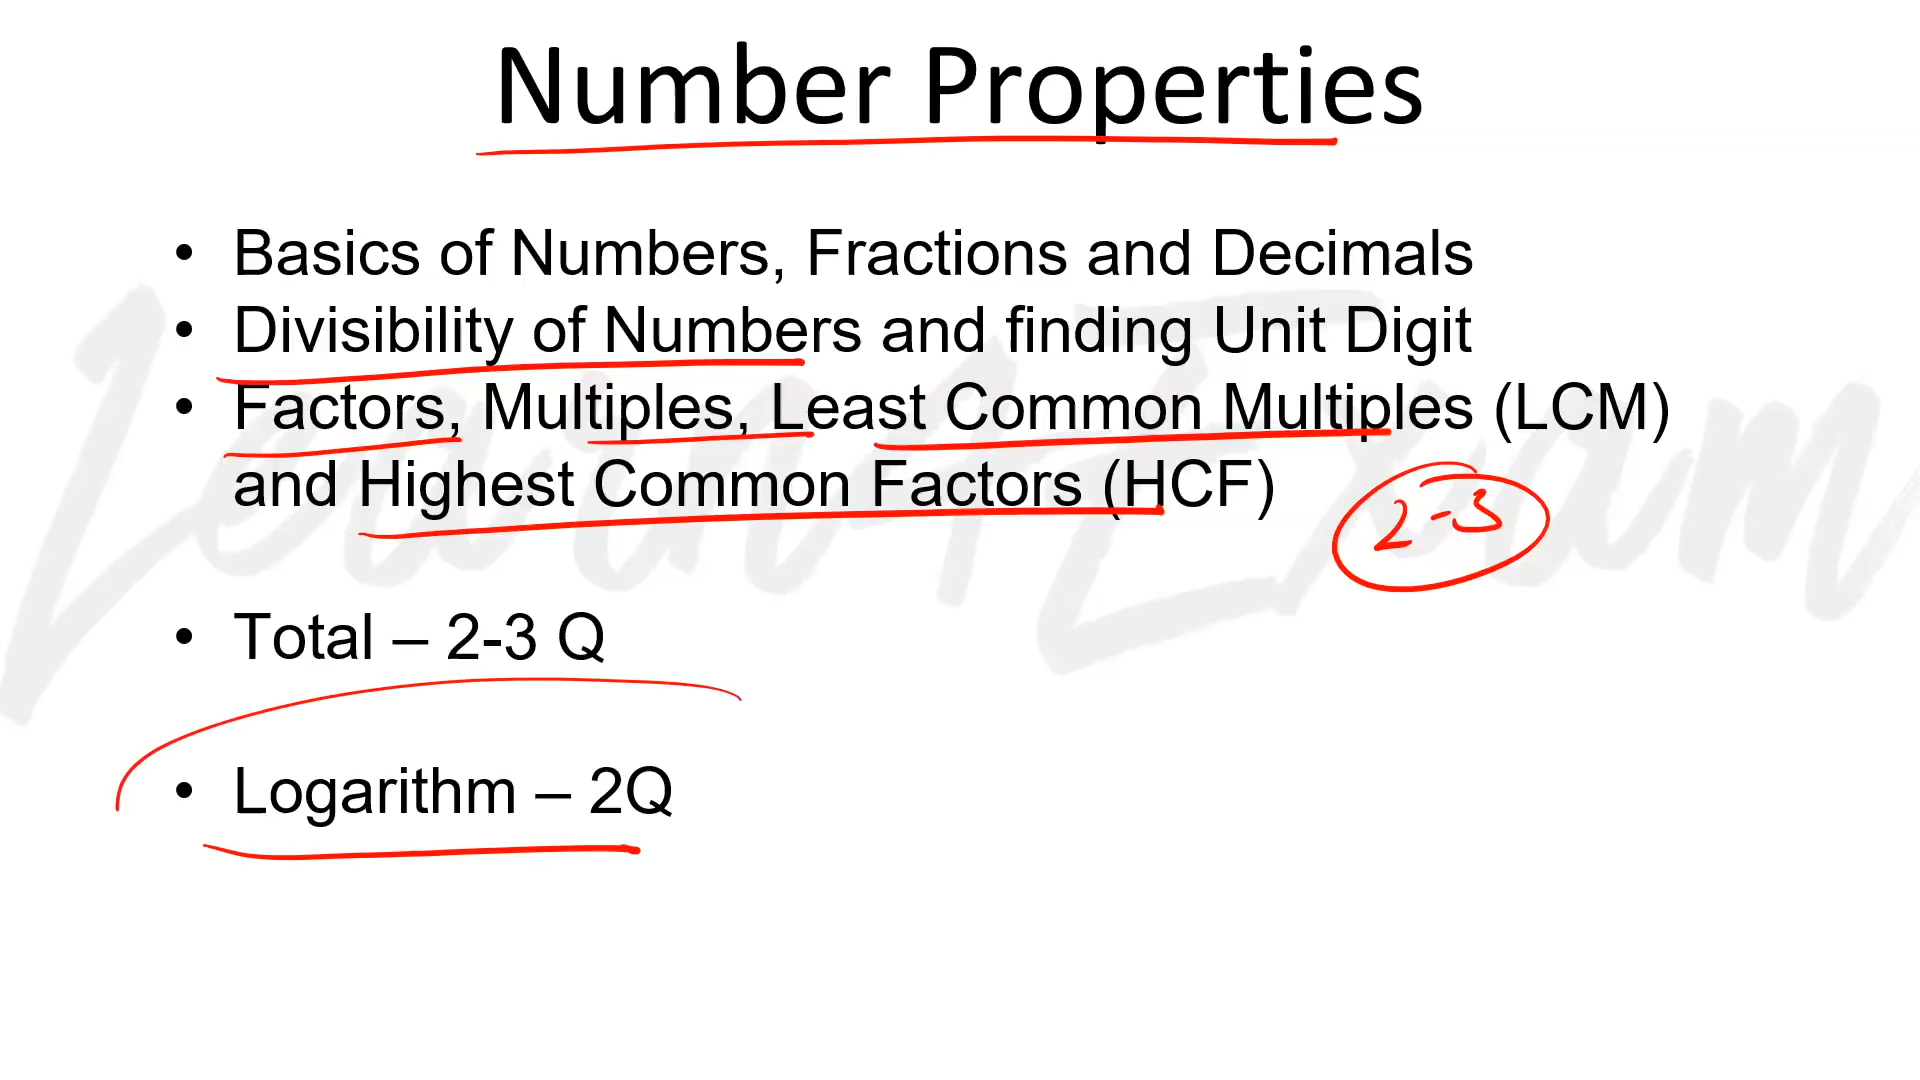 Number Properties
• Basics of Numbers, Fractions and Decimals
• Divisibility of Numbers and finding Unit Digit
• Factors, Multiples, Least Common Multiples (LCM)
and Highest Common Factors (HCF)
2-3
• Total – 2-3 Q
• Logarithm – 2Q
Learn4Exam